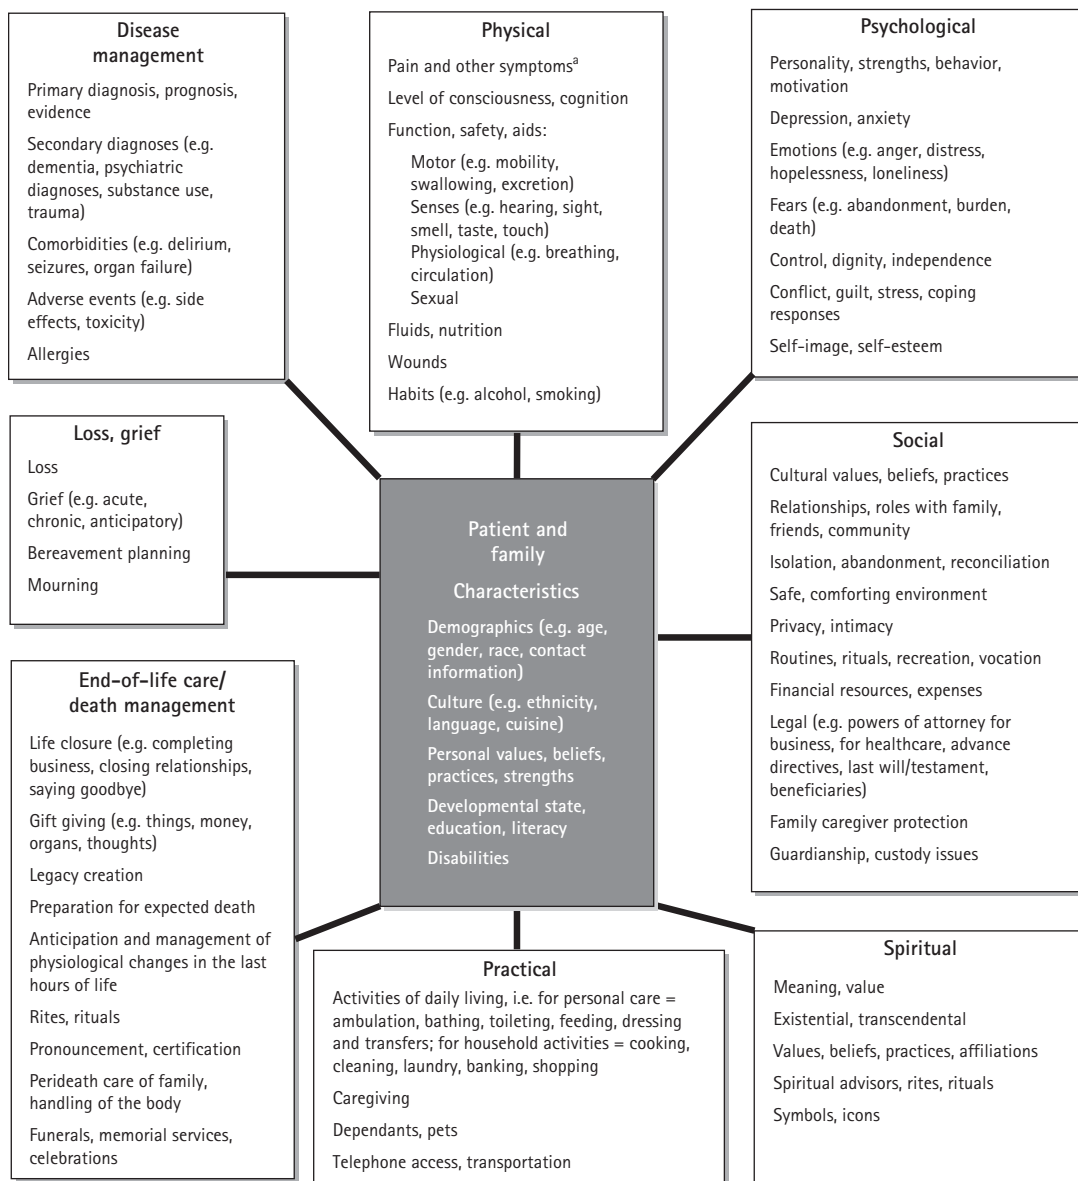 Disease
management
Primary diagnosis, prognosis,
evidence
Secondary diagnoses (e.g.
dementia, psychiatric
diagnoses, substance use,
trauma)
Comorbidities (e.g. delirium,
seizures, organ failure)
Adverse events (e.g. side
effects, toxicity)
Allergies
Physical
Pain and other symptomsᵃ
Level of consciousness, cognition
Function, safety, aids:
Motor (e.g. mobility,
swallowing, excretion)
Senses (e.g. hearing, sight,
smell, taste, touch)
Physiological (e.g. breathing,
circulation)
Sexual
Fluids, nutrition
Wounds
Habits (e.g. alcohol, smoking)
Psychological
Personality, strengths, behavior,
motivation
Depression, anxiety
Emotions (e.g. anger, distress,
hopelessness, loneliness)
Fears (e.g. abandonment, burden,
death)
Control, dignity, independence
Conflict, guilt, stress, coping
responses
Self-image, self-esteem
Loss, grief
Loss
Grief (e.g. acute,
chronic, anticipatory)
Bereavement planning
Mourning
Patient and
family
Characteristics
Demographics (e.g. age,
gender, race, contact
information)
Culture (e.g. ethnicity,
language, cuisine)
Personal values, beliefs,
practices, strengths
Developmental state,
education, literacy
Disabilities
Social
Cultural values, beliefs, practices
Relationships, roles with family,
friends, community
Isolation, abandonment, reconciliation
Safe, comforting environment
Privacy, intimacy
Routines, rituals, recreation, vocation
Financial resources, expenses
Legal (e.g. powers of attorney for
business, for healthcare, advance
directives, last will/testament,
beneficiaries)
Family caregiver protection
Guardianship, custody issues
End-of-life care/
death management
Life closure (e.g. completing
business, closing relationships,
saying goodbye)
Gift giving (e.g. things, money,
organs, thoughts)
Legacy creation
Preparation for expected death
Anticipation and management of
physiological changes in the last
hours of life
Rites, rituals
Pronouncement, certification
Perideath care of family,
handling of the body
Funerals, memorial services,
celebrations
Practical
Activities of daily living, i.e. for personal care =
ambulation, bathing, toileting, feeding, dressing
and transfers; for household activities = cooking,
cleaning, laundry, banking, shopping
Caregiving
Dependants, pets
Telephone access, transportation
Spiritual
Meaning, value
Existential, transcendental
Values, beliefs, practices, affiliations
Spiritual advisors, rites, rituals
Symbols, icons